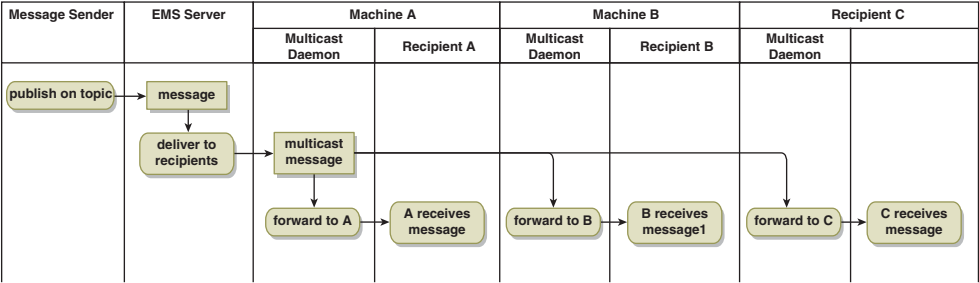 Message Sender
EMS Server
Machine A
Machine B
Recipient C
Multicast
Daemon
Recipient A
Multicast
Daemon
Recipient B
Multicast
Daemon
publish on topic
message
deliver to
recipients
multicast
message
forward to A
A receives
message
forward to B
B receives
message1
forward to C
C receives
message